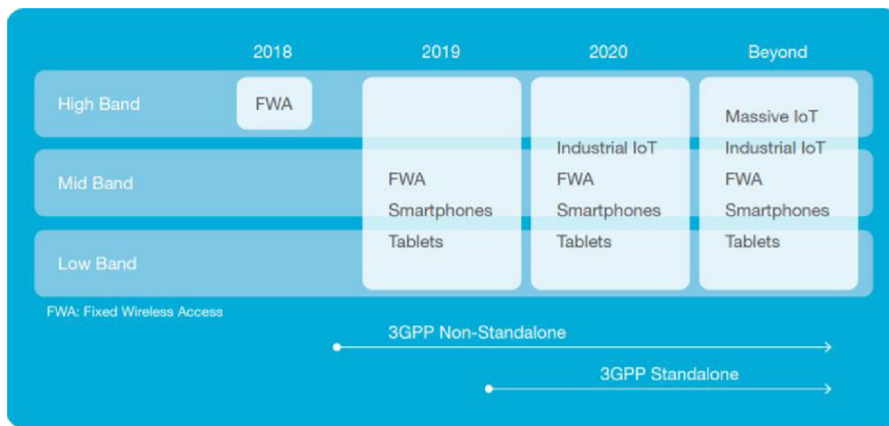 2018 2019 2020 Beyond
High Band FWA
Massive IoT
Industrial IoT Industrial IoT
Mid Band FWA FWA FWA
Smartphones Smartphones Smartphones
Tablets Tablets Tablets
Low Band
FWA: Fixed Wireless Access
3GPP Non-Standalone
3GPP Standalone